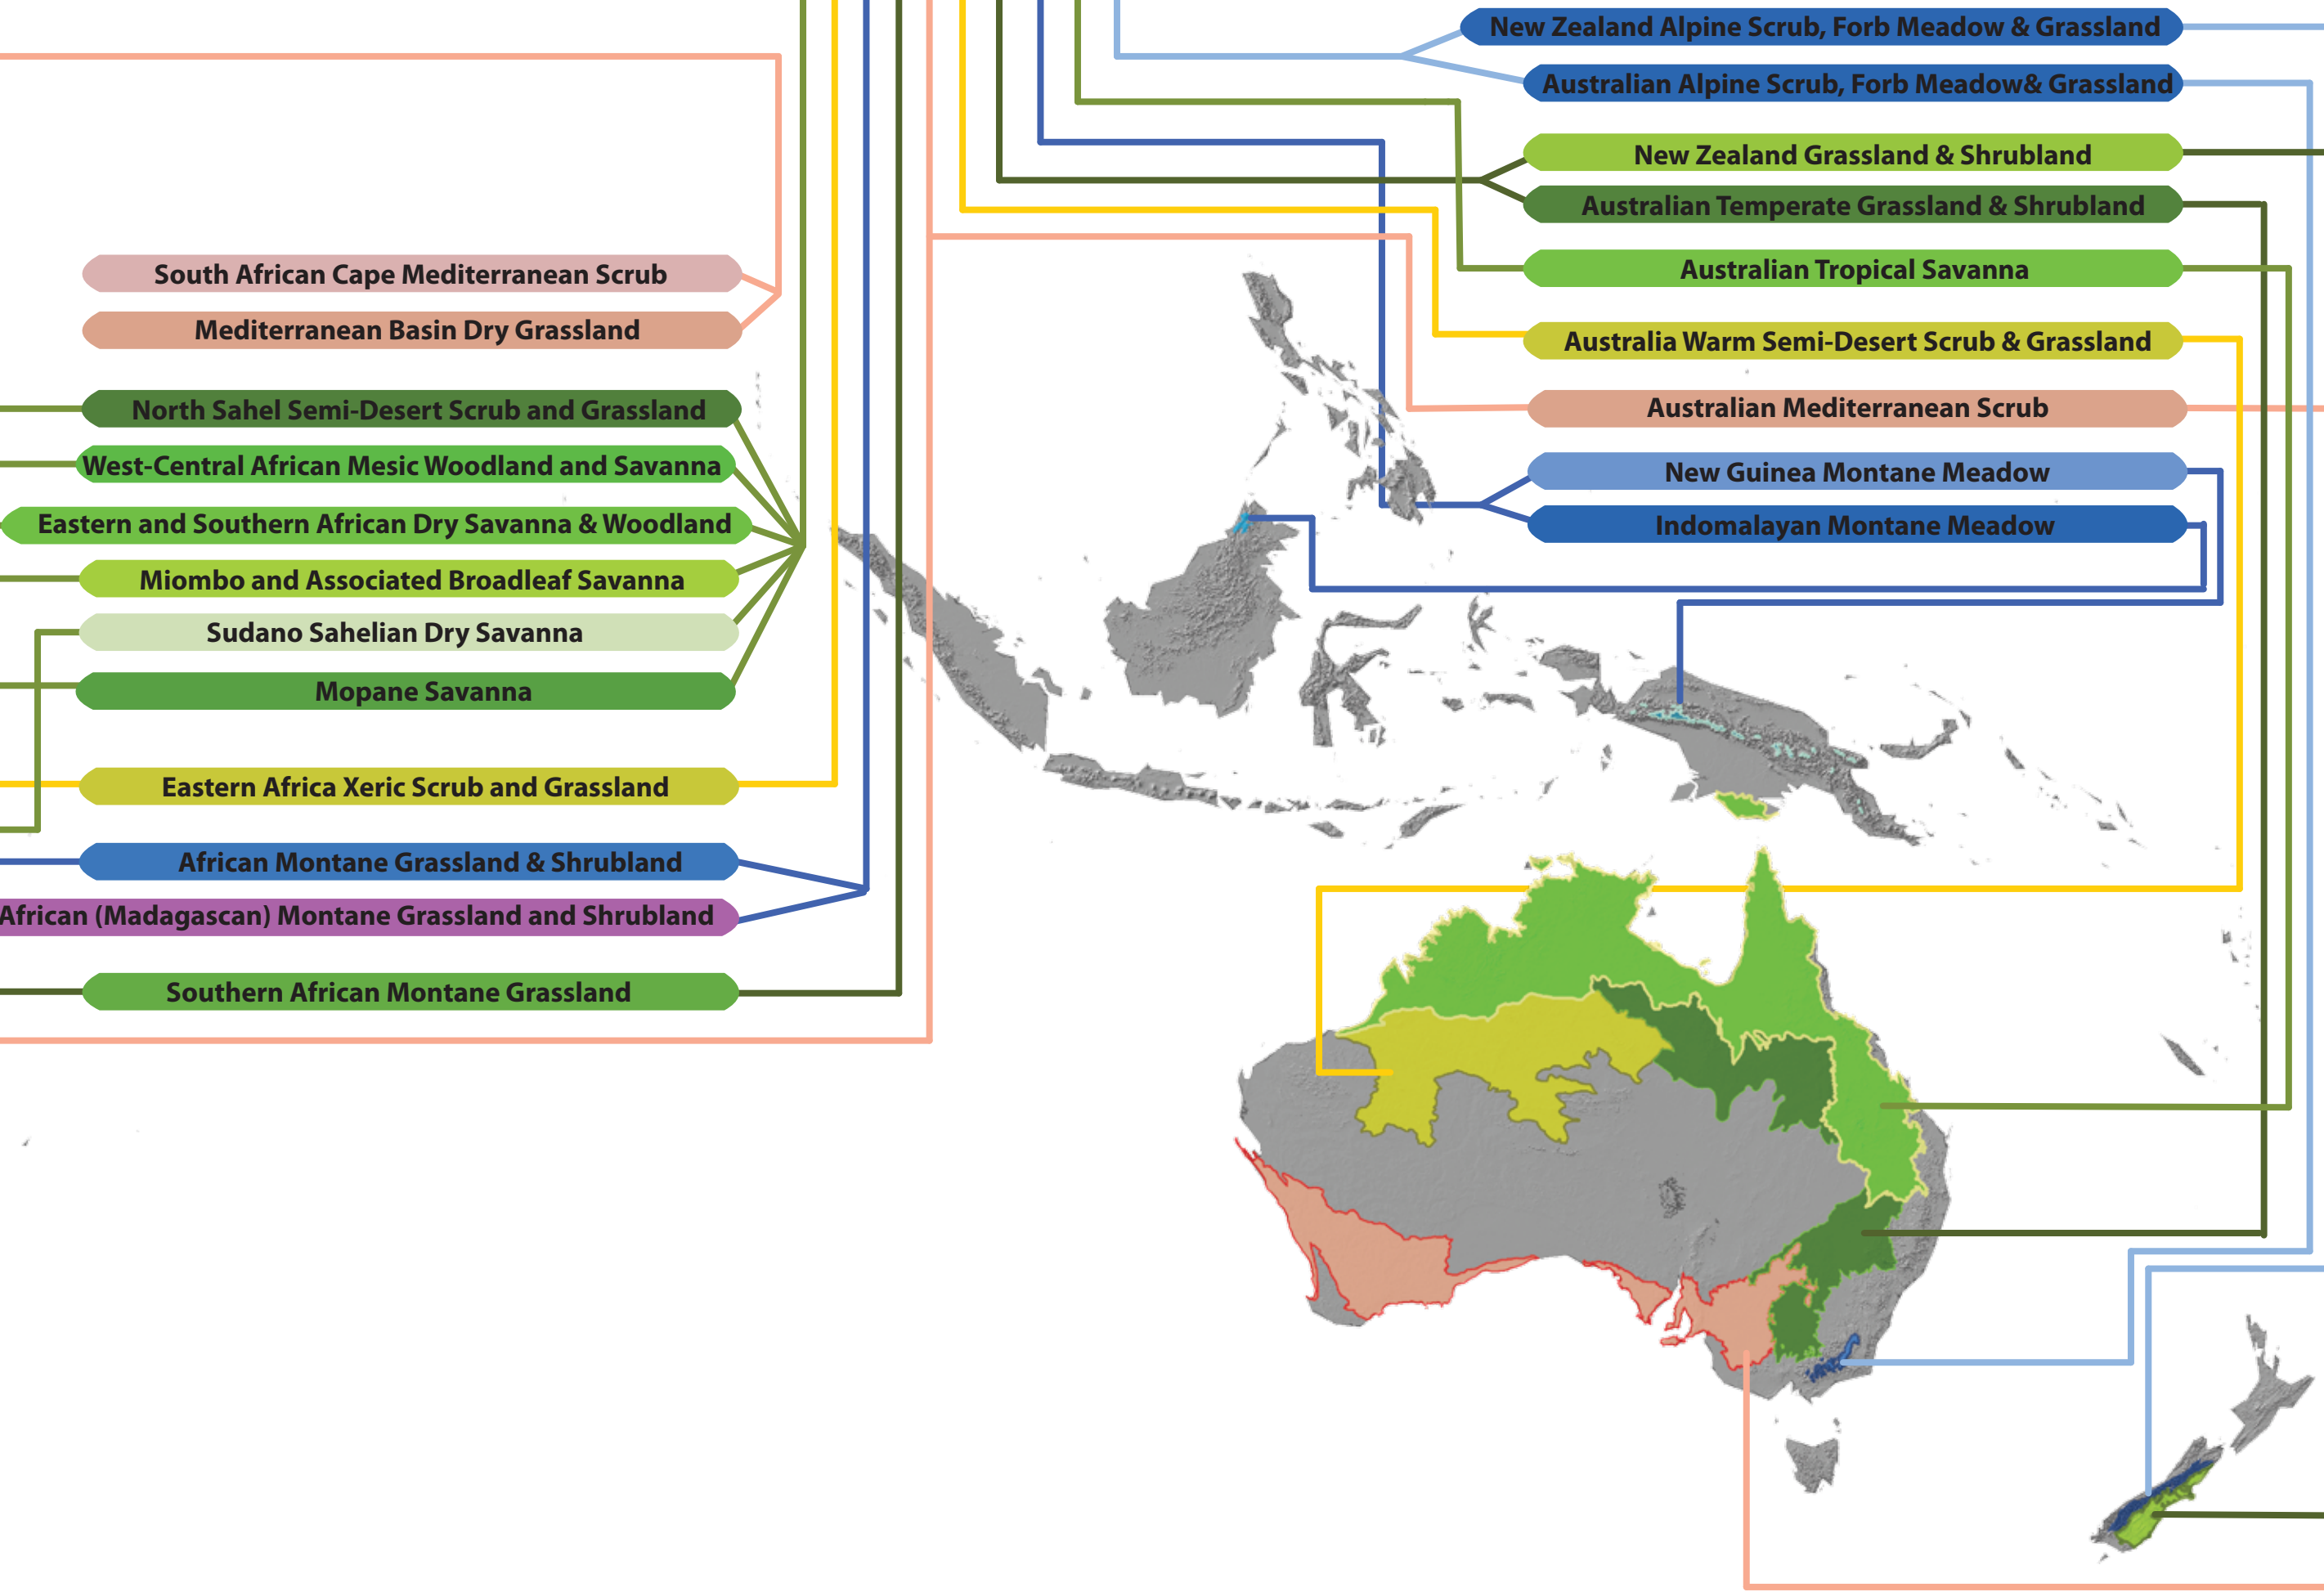 New Zealand Alpine Scrub, Forb Meadow & Grassland
Australian Alpine Scrub, Forb Meadow& Grassland
New Zealand Grassland & Shrubland
Australian Temperate Grassland & Shrubland
Australian Tropical Savanna
Australia Warm Semi-Desert Scrub & Grassland
Australian Mediterranean Scrub
New Guinea Montane Meadow
Indomalayan Montane Meadow
South African Cape Mediterranean Scrub
Mediterranean Basin Dry Grassland
North Sahel Semi-Desert Scrub and Grassland
West-Central African Mesic Woodland and Savanna
Eastern and Southern African Dry Savanna & Woodland
Miombo and Associated Broadleaf Savanna
Sudano Sahelian Dry Savanna
Mopane Savanna
Eastern Africa Xeric Scrub and Grassland
African Montane Grassland & Shrubland
African (Madagascan) Montane Grassland and Shrubland
Southern African Montane Grassland